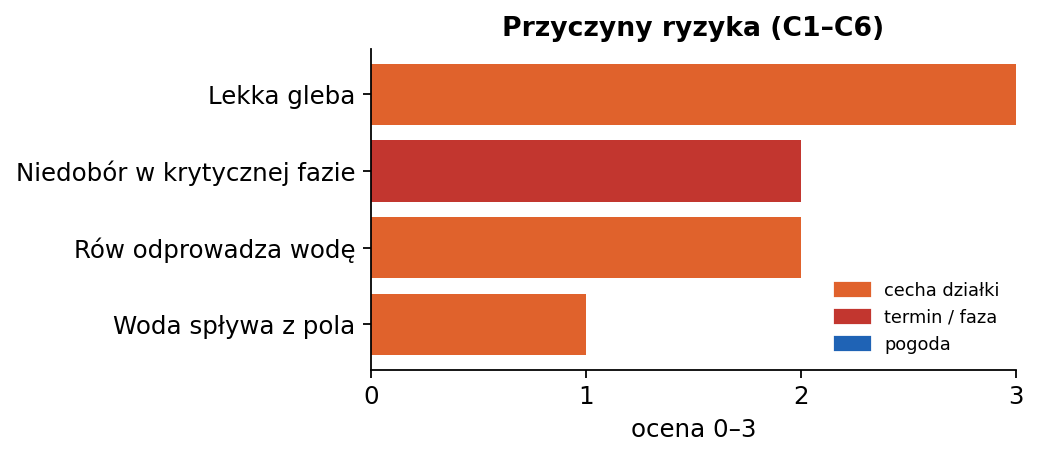 Przyczyny ryzyka (C1–C6)
Lekka gleba
Niedobór w krytycznej fazie
Rów odprowadza wodę
Woda spływa z pola
cecha działki
termin / faza
pogoda
0 1 2 3
ocena 0–3